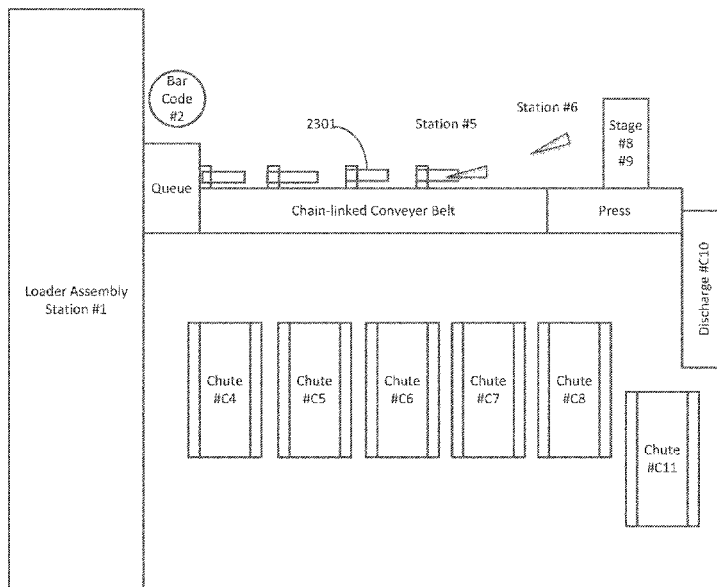 Bar
Code
#2
2301
Station #5
Station #6
Stage
#8
#9
Queue
Chain-linked Conveyer Belt
Press
Discharge #C10
Loader Assembly
Station #1
Chute
#C4
Chute
#C5
Chute
#C6
Chute
#C7
Chute
#C8
Chute
#C11